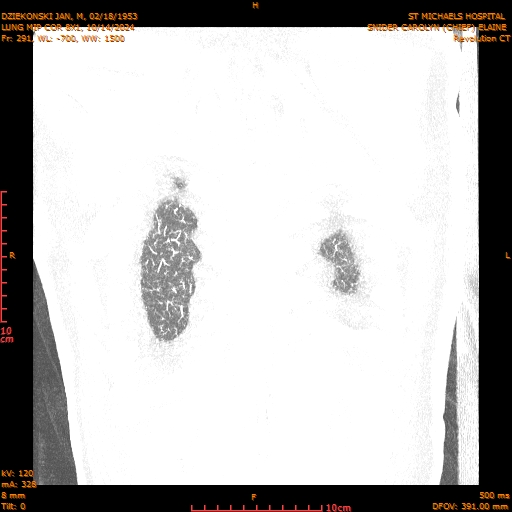 H
DZIEKONSKI JAN, M, 02/18/1953
LUNG MIP COR 8X1, 10/14/2024
Fr: 291, WL: -700, WW: 1500
ST MICHAELS HOSPITAL
SNIDER CAROLYN (CHIEF) ELAINE
Revolution CT
R
L
10
cm
kV: 120
mA: 328
8 mm
Tilt: 0
F
10cm
500 ms
DFOV: 391.00 mm